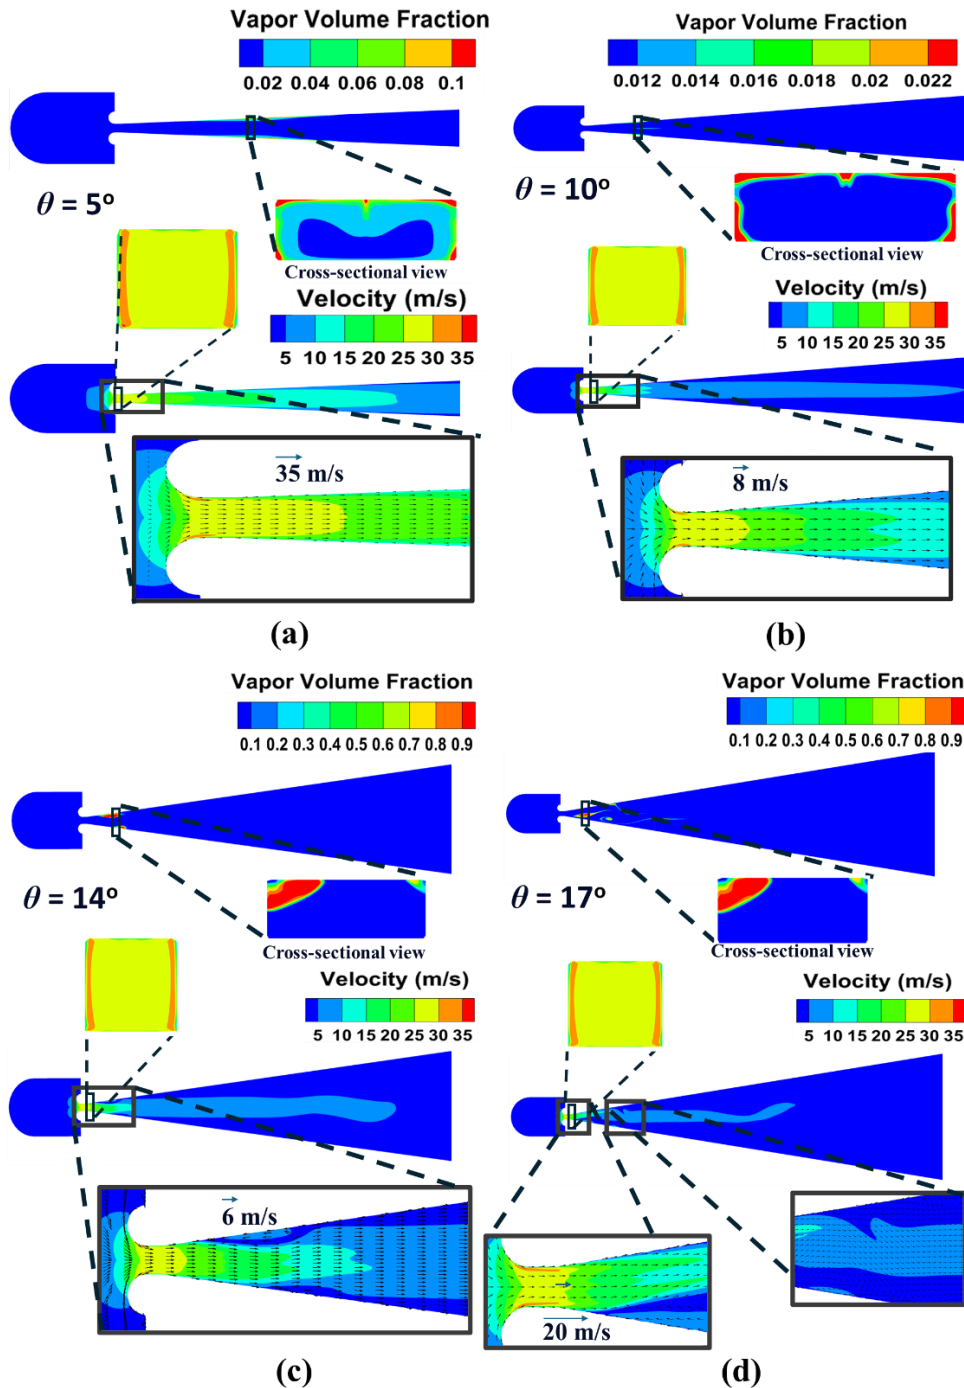 Vapor Volume Fraction
0.02 0.04 0.06 0.08 0.1
θ = 5º
Cross-sectional view
Velocity (m/s)
5 10 15 20 25 30 35
35 m/s
(a)
Vapor Volume Fraction
0.012 0.014 0.016 0.018 0.02 0.022
θ = 10º
Cross-sectional view
Velocity (m/s)
5 10 15 20 25 30 35
8 m/s
(b)
Vapor Volume Fraction
0.1 0.2 0.3 0.4 0.5 0.6 0.7 0.8 0.9
θ = 14º
Cross-sectional view
Velocity (m/s)
5 10 15 20 25 30 35
6 m/s
(c)
Vapor Volume Fraction
0.1 0.2 0.3 0.4 0.5 0.6 0.7 0.8 0.9
θ = 17º
Cross-sectional view
Velocity (m/s)
5 10 15 20 25 30 35
20 m/s
(d)